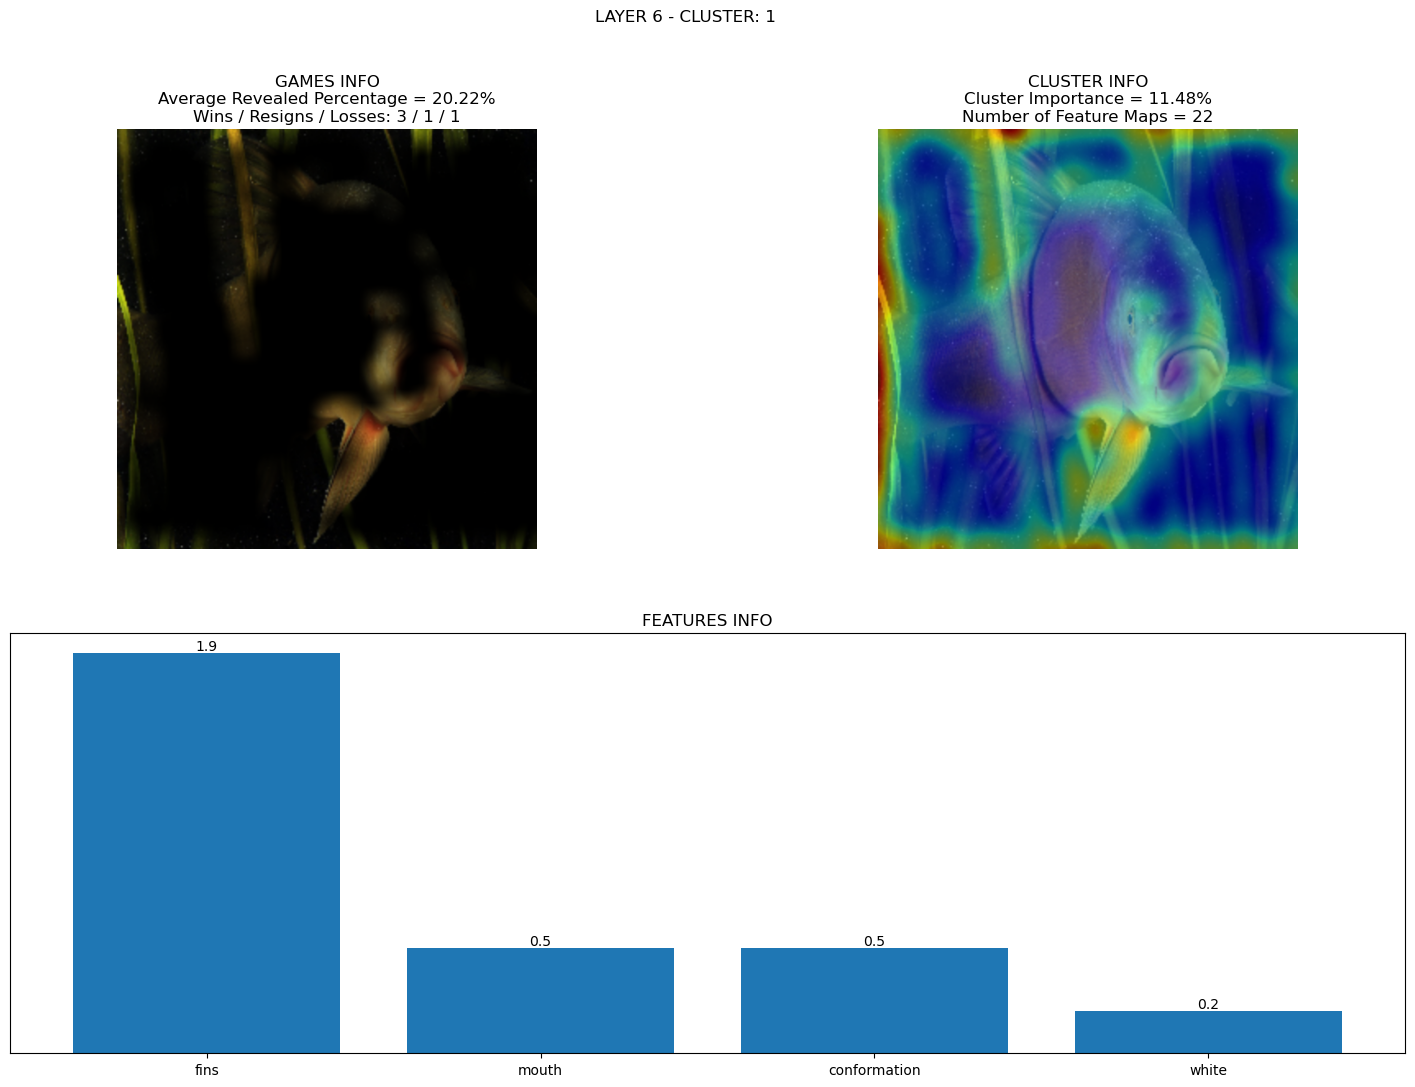 LAYER 6 - CLUSTER: 1
GAMES INFO
Average Revealed Percentage = 20.22%
Wins / Resigns / Losses: 3 / 1 / 1
CLUSTER INFO
Cluster Importance = 11.48%
Number of Feature Maps = 22
FEATURES INFO
1.9
0.5
0.5
0.2
fins
mouth
conformation
white